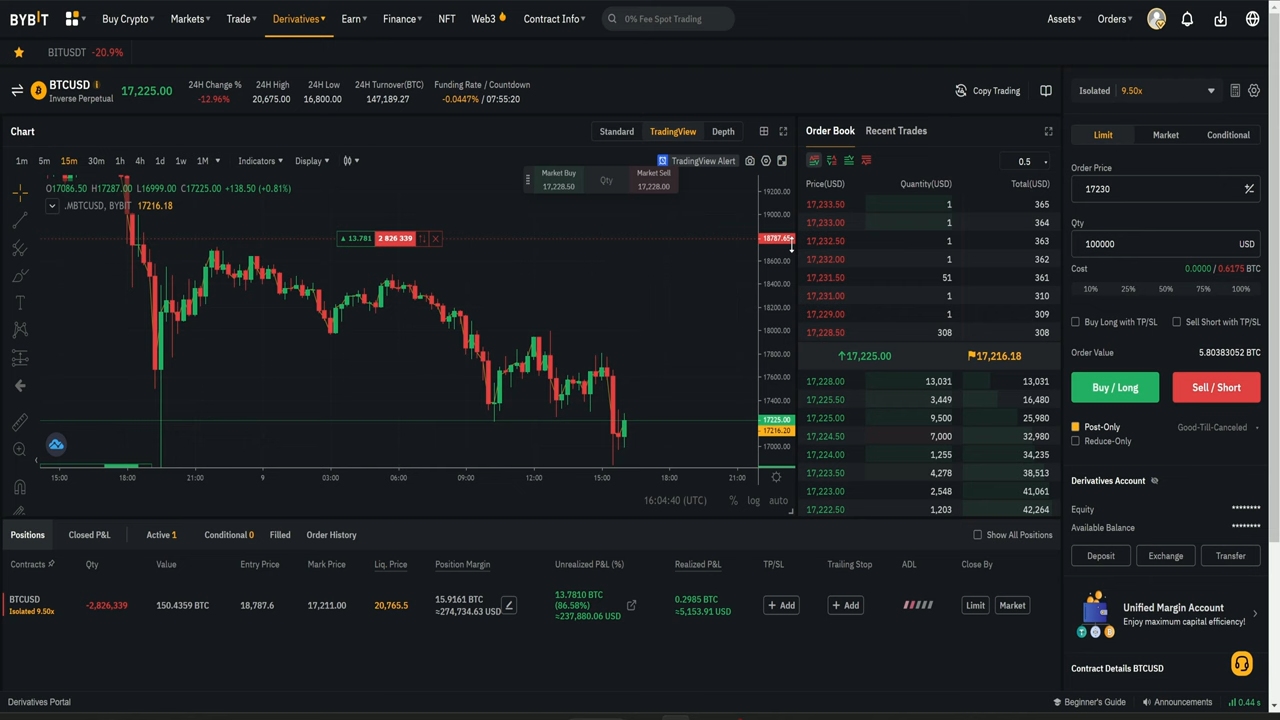 BYBIT Buy Crypto Markets Trade Derivatives Earn Finance NFT Web3 Contract Info 0% Fee Spot Trading Assets Orders
BITUSDT -20.9%
BTCUSD
Inverse Perpetual
17,225.00
24H Change %
-12.96%
24H High
20,675.00
24H Low
16,800.00
24H Turnover(BTC)
147,189.27
Funding Rate / Countdown
-0.0447% / 07:55:20
Copy Trading
Isolated 9.50x
Chart
Standard TradingView Depth
1m 5m 15m 30m 1h 4h 1d 1w 1M Indicators Display TradingView Alert
O17086.50 H17287.00 L16999.00 C17225.00 +138.50 (+0.81%)
.MBTCUSD, BYBIT 17216.18
Market Buy
17,228.50
Qty
Market Sell
17,228.00
13.781 2 826 339
19200.00
19000.00
18787.65
18600.00
18400.00
18200.00
18000.00
17800.00
17600.00
17400.00
17225.00
17216.20
17000.00
15:00 18:00 21:00 9 03:00 06:00 09:00 12:00 15:00 18:00 21:00
16:04:40 (UTC) % log auto
Order Book Recent Trades
0.5
Price(USD) Quantity(USD) Total(USD)
17,233.50 1 365
17,233.00 1 364
17,232.50 1 363
17,232.00 1 362
17,231.50 51 361
17,231.00 1 310
17,229.00 1 309
17,228.50 308 308
17,225.00 17,216.18
17,228.00 13,031 13,031
17,225.50 3,449 16,480
17,225.00 9,500 25,980
17,224.50 7,000 32,980
17,224.00 1,255 34,235
17,223.50 4,278 38,513
17,223.00 2,548 41,061
17,222.50 1,203 42,264
Limit Market Conditional
Order Price
17230
Qty
100000 USD
Cost 0.0000 / 0.6175 BTC
10% 25% 50% 75% 100%
Buy Long with TP/SL Sell Short with TP/SL
Order Value 5.80383052 BTC
Buy / Long Sell / Short
Post-Only Good-Till-Canceled
Reduce-Only
Derivatives Account
Equity ********
Available Balance ********
Deposit Exchange Transfer
Unified Margin Account
Enjoy maximum capital efficiency!
Contract Details BTCUSD
Positions Closed P&L Active 1 Conditional 0 Filled Order History Show All Positions
Contracts Qty Value Entry Price Mark Price Liq. Price Position Margin Unrealized P&L (%) Realized P&L TP/SL Trailing Stop ADL Close By
BTCUSD
Isolated 9.50x
-2,826,339 150.4359 BTC 18,787.6 17,211.00 20,765.5
15.9161 BTC
≈274,734.63 USD
13.7810 BTC
(86.58%)
≈237,880.06 USD
0.2985 BTC
≈5,153.91 USD
+ Add + Add Limit Market
Derivatives Portal Beginner's Guide Announcements 0.44 s